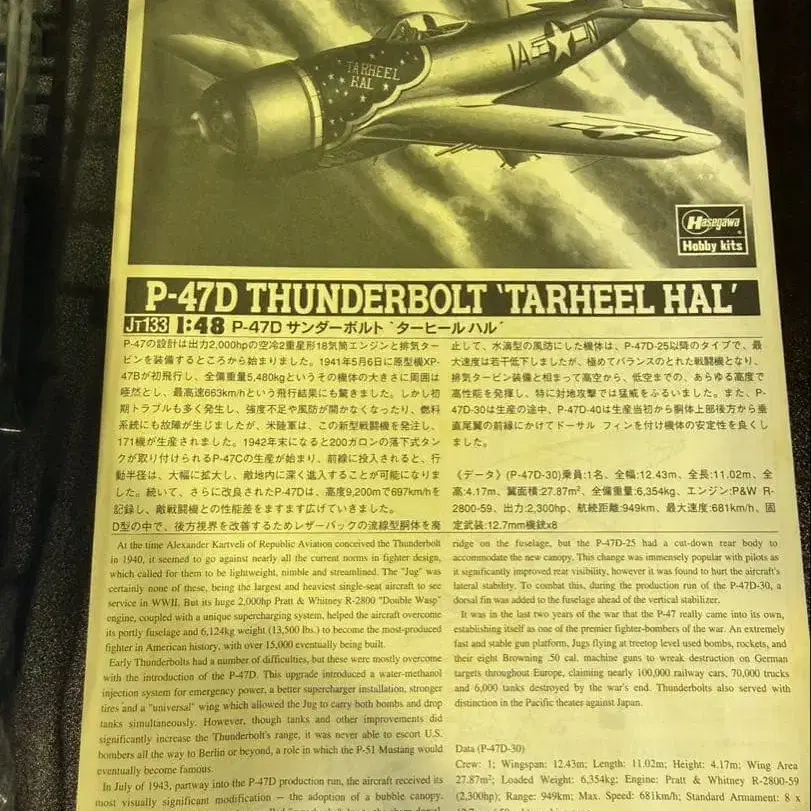 TARHEEL
HAL
IA
N
Hasegawa
Hobby kits
P-47D THUNDERBOLT 'TARHEEL HAL'
JT133 1:48 P-47D サンダーボルト 'ターヒール ハル'
P-47の設計は出力2,000hpの空冷2重星形18気筒エンジンと排気ター
ビンを装備するところから始まりました。1941年5月6日に原型機XP-
47Bが初飛行し、全備重量5,480kgというその機体の大きさに周囲は
唖然とし、最高速663km/hという飛行結果にも驚きました。しかし初
期トラブルも多く発生し、強度不足や風防が開かなくなったり、燃料
系統にも故障が生じましたが、米陸軍は、この新型戦闘機を発注し、
171機が生産されました。1942年末になると200ガロンの落下式タン
クが取り付けられるP-47Cの生産が始まり、前線に投入されると、行
動半径は、大幅に拡大し、敵地内に深く進入することが可能になりま
した。続いて、さらに改良されたP-47Dは、高度9,200mで697km/hを
記録し、敵戦闘機との性能差をますます広げていきました。
D型の中で、後方視界を改善するためレザーバックの流線型胴体を廃
止して、水滴型の風防にした機体は、P-47D-25以降のタイプで、最
大速度は若干低下しましたが、極めてバランスのとれた戦闘機となり、
排気タービン装備と相まって高空から、低空までの、あらゆる高度で
高性能を発揮し、特に対地攻撃では猛威をふるいました。また、P-
47D-30は生産の途中、P-47D-40は生産当初から胴体上部後方から垂
直尾翼の前縁にかけてドーサル フィンを付け機体の安定性を良くし
ました。
《データ》(P-47D-30)乗員:1名、全幅:12.43m、全長:11.02m、全
高:4.17m、翼面積:27.87m²、全備重量:6,354kg、エンジン:P&W R-
2800-59、出力:2,300hp、航続距離:949km、最大速度:681km/h、固
定武装:12.7mm機銃x8
At the time Alexander Kartveli of Republic Aviation conceived the Thunderbolt
in 1940, it seemed to go against nearly all the current norms in fighter design,
which called for them to be lightweight, nimble and streamlined. The "Jug" was
certainly none of these, being the largest and heaviest single-seat aircraft to see
service in WWII. But its huge 2,000hp Pratt & Whitney R-2800 "Double Wasp"
engine, coupled with a unique supercharging system, helped the aircraft overcome
its portly fuselage and 6,124kg weight (13,500 lbs.) to become the most-produced
fighter in American history, with over 15,000 eventually being built.
Early Thunderbolts had a number of difficulties, but these were mostly overcome
with the introduction of the P-47D. This upgrade introduced a water-methanol
injection system for emergency power, a better supercharger installation, stronger
tires and a "universal" wing which allowed the Jug to carry both bombs and drop
tanks simultaneously. However, though tanks and other improvements did
significantly increase the Thunderbolt's range, it was never able to escort U.S.
bombers all the way to Berlin or beyond, a role in which the P-51 Mustang would
eventually become famous.
In July of 1943, partway into the P-47D production run, the aircraft received its
most visually significant modification -- the adoption of a bubble canopy.
ridge on the fuselage, but the P-47D-25 had a cut-down rear body to
accommodate the new canopy. This change was immensely popular with pilots as
it significantly improved rear visibility, however it was found to hurt the aircraft's
lateral stability. To combat this, during the production run of the P-47D-30, a
dorsal fin was added to the fuselage ahead of the vertical stabilizer.
It was in the last two years of the war that the P-47 really came into its own,
establishing itself as one of the premier fighter-bombers of the war. An extremely
fast and stable gun platform, Jugs flying at treetop level used bombs, rockets, and
their eight Browning .50 cal. machine guns to wreak destruction on German
targets throughout Europe, claiming nearly 100,000 railway cars, 70,000 trucks
and 6,000 tanks destroyed by the war's end. Thunderbolts also served with
distinction in the Pacific theater against Japan.
Data (P-47D-30)
Crew: 1; Wingspan: 12.43m; Length: 11.02m; Height: 4.17m; Wing Area
27.87m²; Loaded Weight: 6,354kg; Engine: Pratt & Whitney R-2800-59
(2,300hp); Range: 949km; Max. Speed: 681km/h; Standard Armament: 8 x